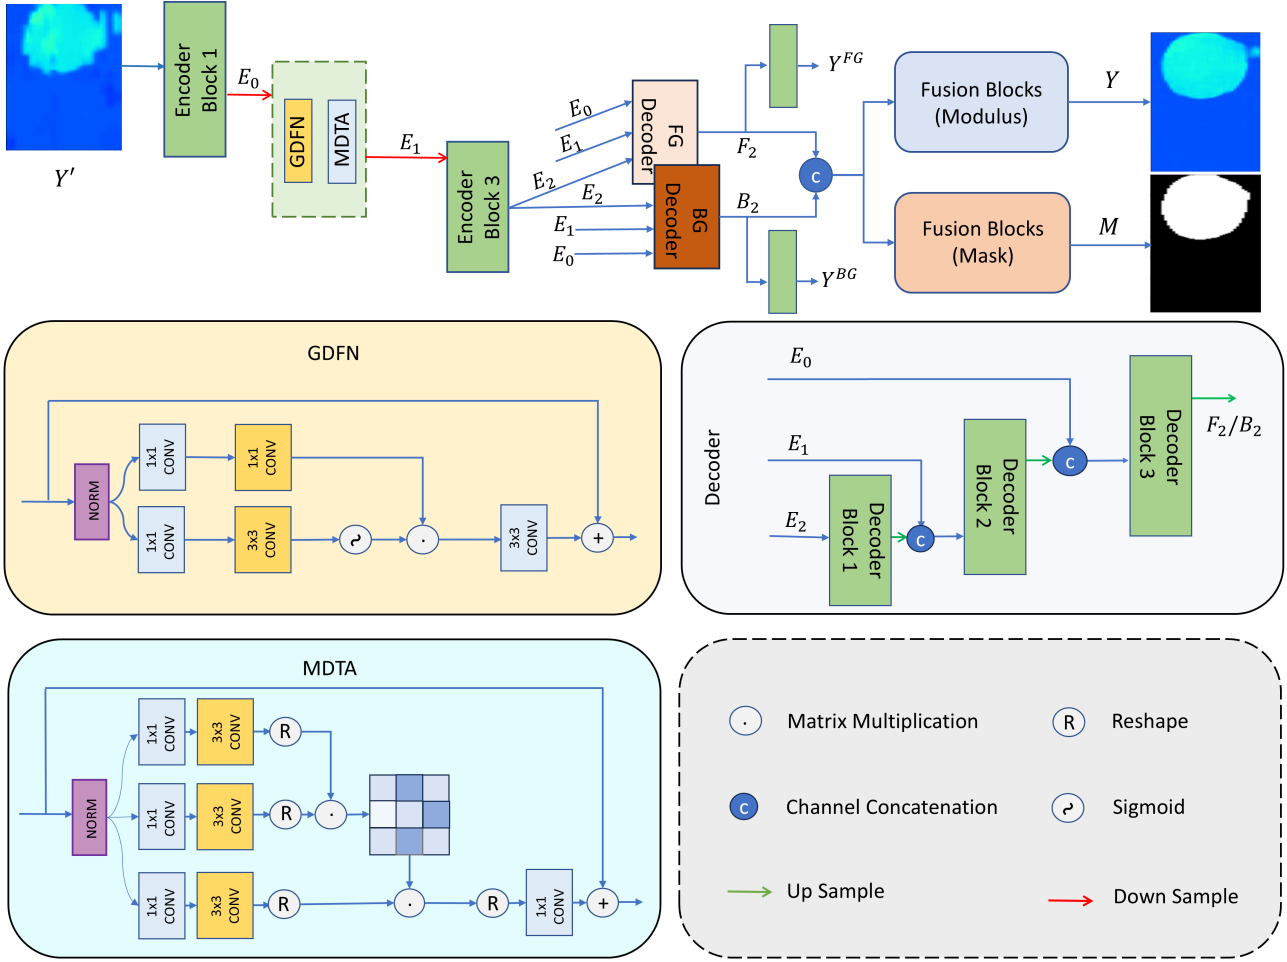 Y′
Encoder
Block 1
E0
GDFN
MDTA
E1
Encoder
Block 3
E0
E1
E2
E2
E1
E0
FG
Decoder
BG
Decoder
F2
B2
Y^FG
Y^BG
C
Fusion Blocks
(Modulus)
Fusion Blocks
(Mask)
Y
M
GDFN
NORM
1x1
CONV
1x1
CONV
1x1
CONV
3x3
CONV
3x3
CONV
+
Decoder
E0
E1
E2
Decoder
Block 1
C
Decoder
Block 2
C
Decoder
Block 3
F2/B2
MDTA
NORM
1x1
CONV
3x3
CONV
R
1x1
CONV
3x3
CONV
R
1x1
CONV
3x3
CONV
R
R
1x1
CONV
+
Matrix Multiplication
R
Reshape
C
Channel Concatenation
Sigmoid
Up Sample
Down Sample